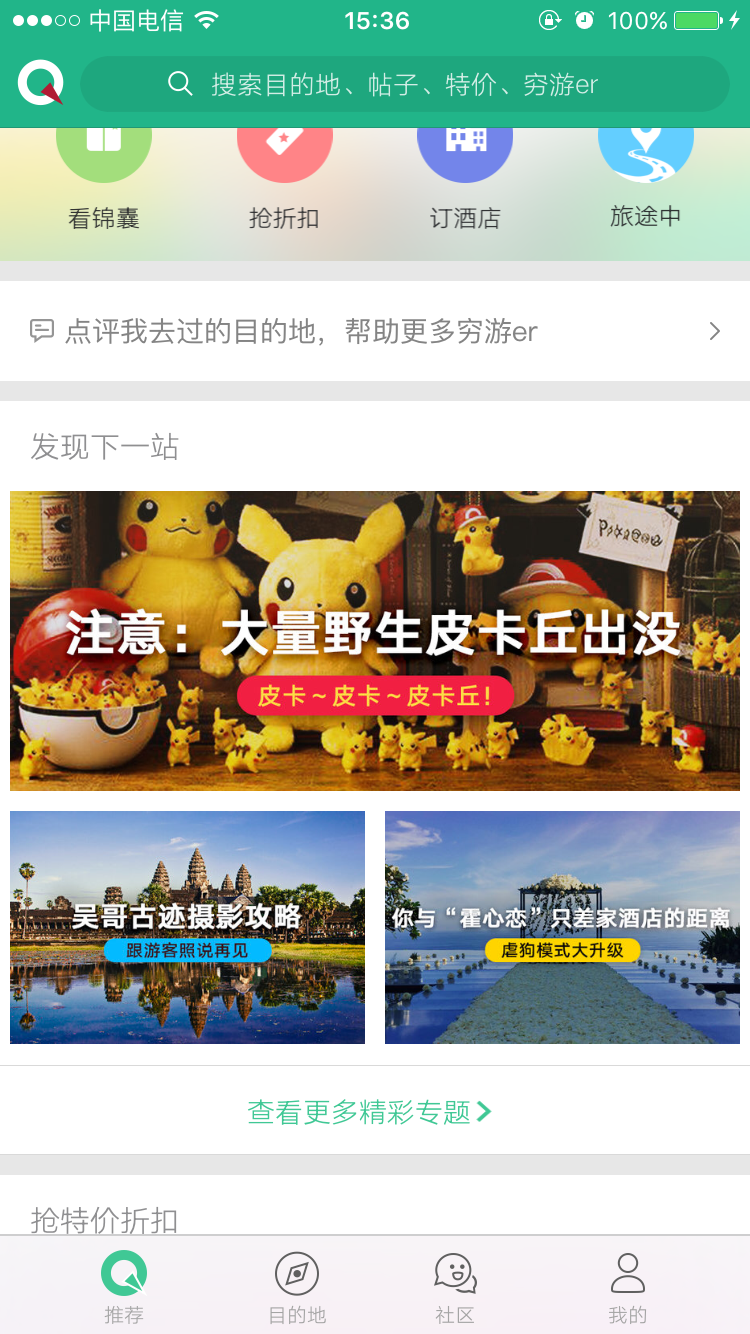 中国电信 15:36 100%
搜索目的地、帖子、特价、穷游er
看锦囊 抢折扣 订酒店 旅途中
点评我去过的目的地，帮助更多穷游er
发现下一站
注意：大量野生皮卡丘出没
皮卡~皮卡~皮卡丘!
吴哥古迹摄影攻略
跟游客照说再见
你与“霍心恋”只差家酒店的距离
虐狗模式大升级
查看更多精彩专题
抢特价折扣
推荐 目的地 社区 我的